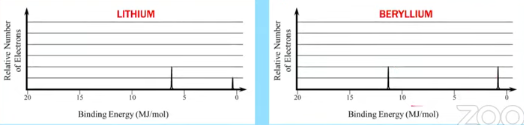 LITHIUM
Relative Number
of Electrons
20 15 10 5 0
Binding Energy (MJ/mol)
BERYLLIUM
Relative Number
of Electrons
20 15 10 5 0
Binding Energy (MJ/mol)
ZOO